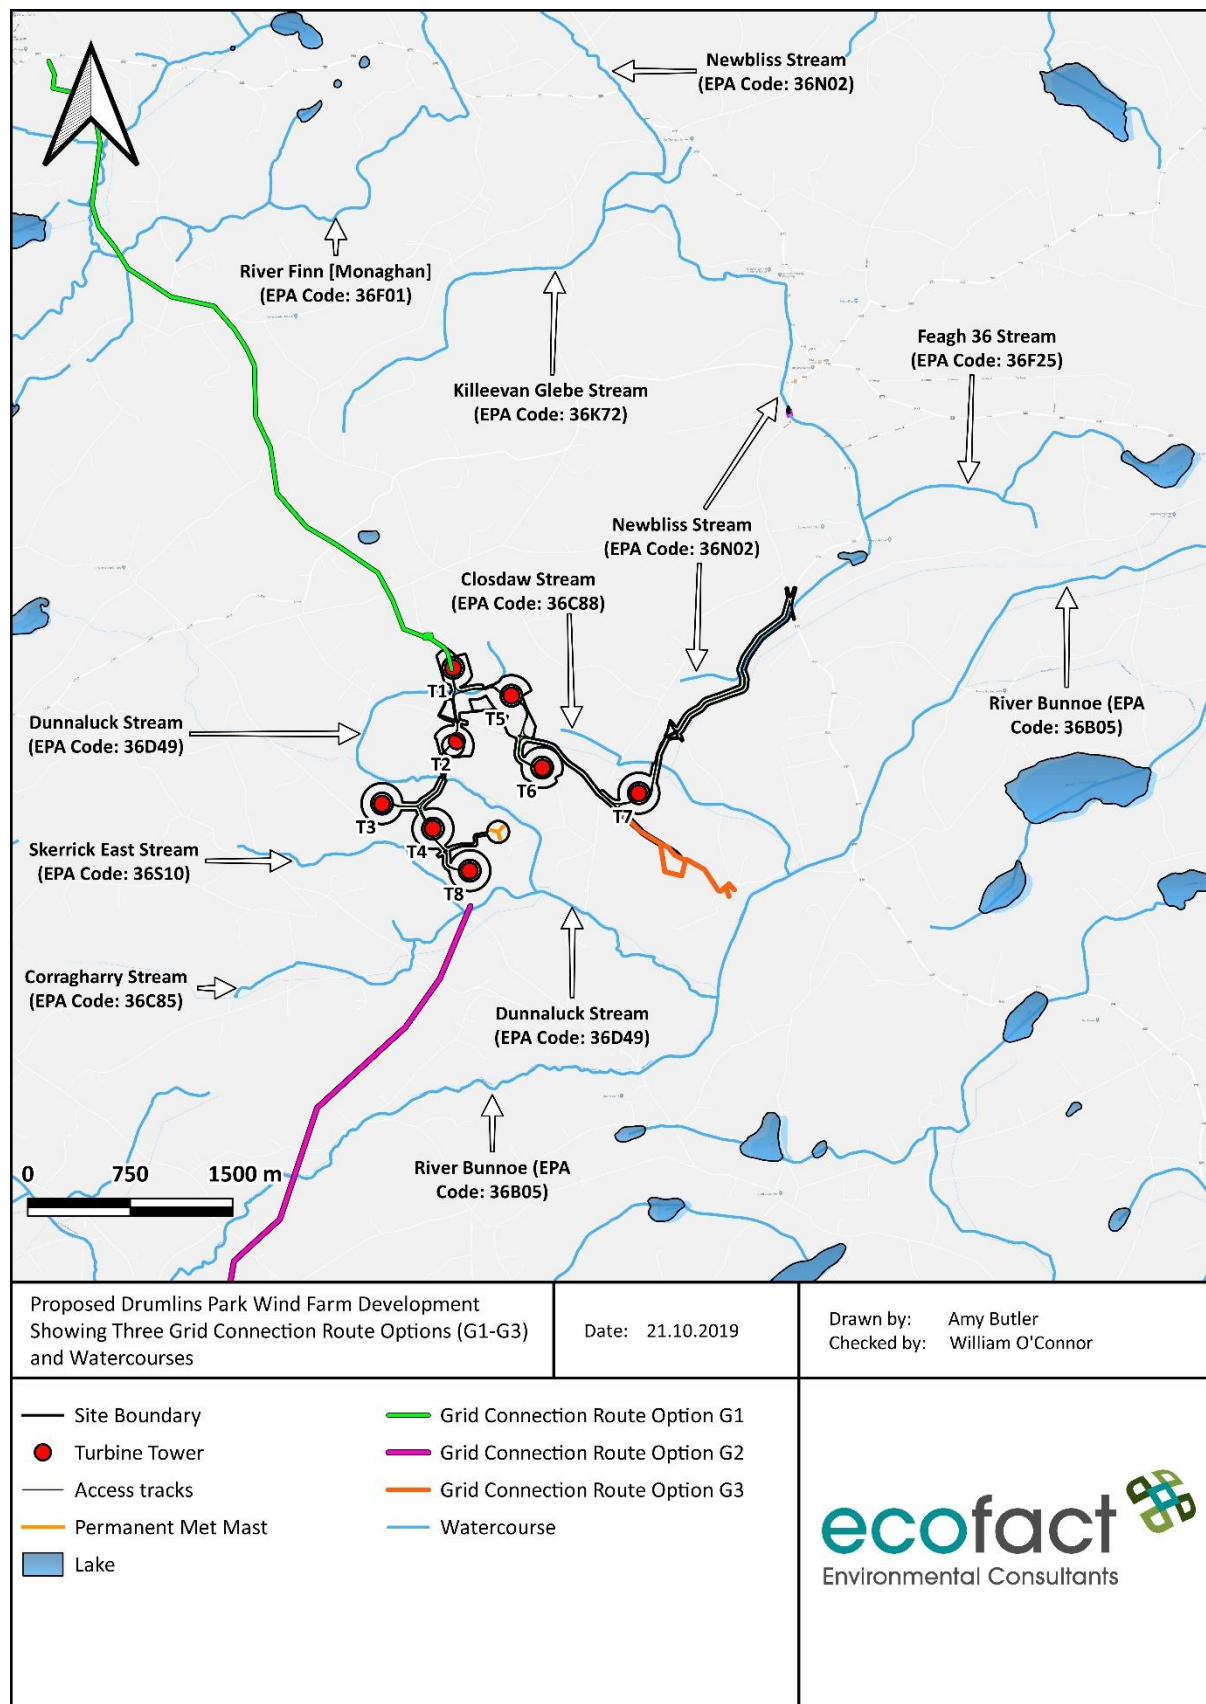 Newbliss Stream
(EPA Code: 36N02)
River Finn [Monaghan]
(EPA Code: 36F01)
Feagh 36 Stream
(EPA Code: 36F25)
Killeevan Glebe Stream
(EPA Code: 36K72)
Newbliss Stream
(EPA Code: 36N02)
Closdaw Stream
(EPA Code: 36C88)
River Bunnoe (EPA
Code: 36B05)
Dunnaluck Stream
(EPA Code: 36D49)
T1
T5
T2
T6
T7
T3
T4
T8
Skerrick East Stream
(EPA Code: 36S10)
Corragharry Stream
(EPA Code: 36C85)
Dunnaluck Stream
(EPA Code: 36D49)
River Bunnoe (EPA
Code: 36B05)
0 750 1500 m
Proposed Drumlins Park Wind Farm Development
Showing Three Grid Connection Route Options (G1-G3)
and Watercourses
Date: 21.10.2019
Drawn by: Amy Butler
Checked by: William O'Connor
Site Boundary
Turbine Tower
Access tracks
Permanent Met Mast
Lake
Grid Connection Route Option G1
Grid Connection Route Option G2
Grid Connection Route Option G3
Watercourse
ecofact
Environmental Consultants